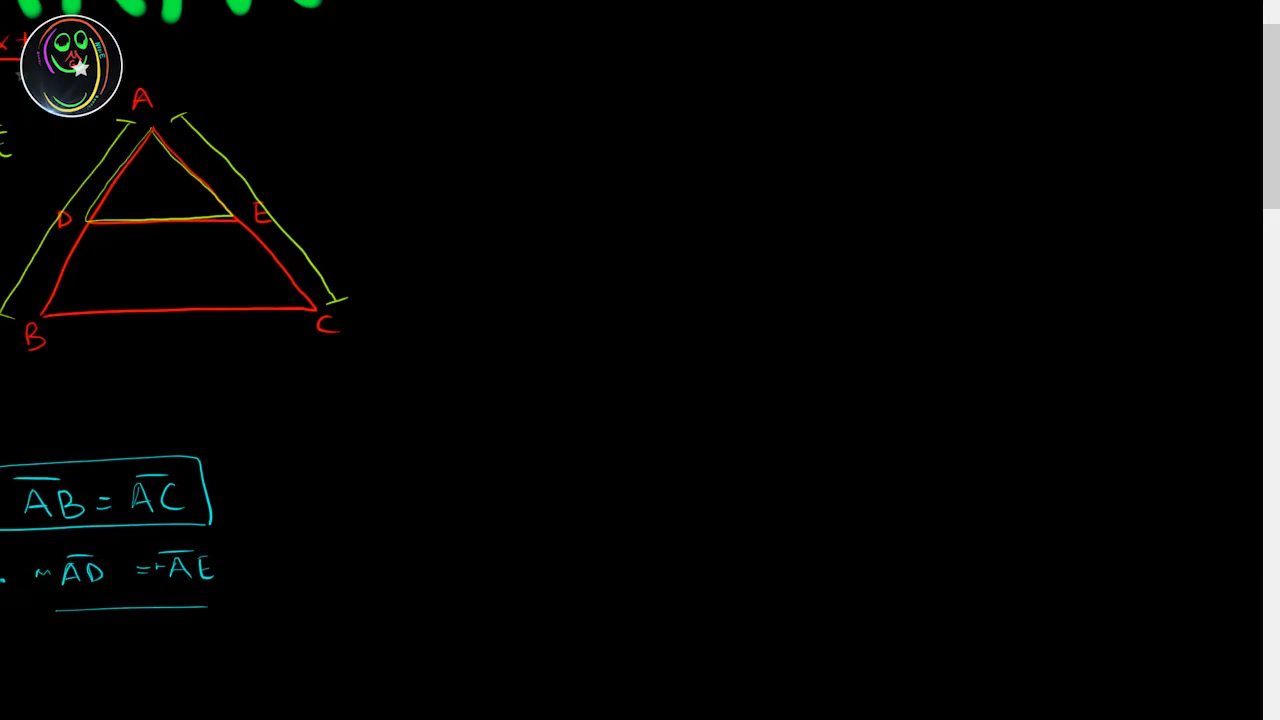 x +
A
E
D
E
B
C
AB = AC
AD = AE